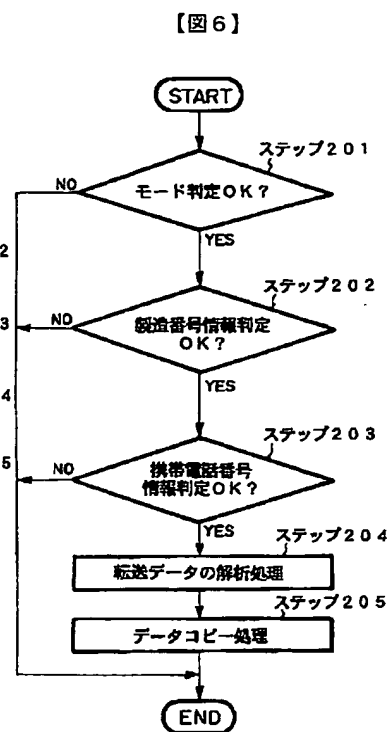 【図６】
START
ステップ２０１
モード判定ＯＫ？
NO
YES
2
ステップ２０２
製造番号情報判定
ＯＫ？
NO
3
YES
4
ステップ２０３
携帯電話番号
情報判定ＯＫ？
NO
5
YES
ステップ２０４
転送データの解析処理
ステップ２０５
データコピー処理
END